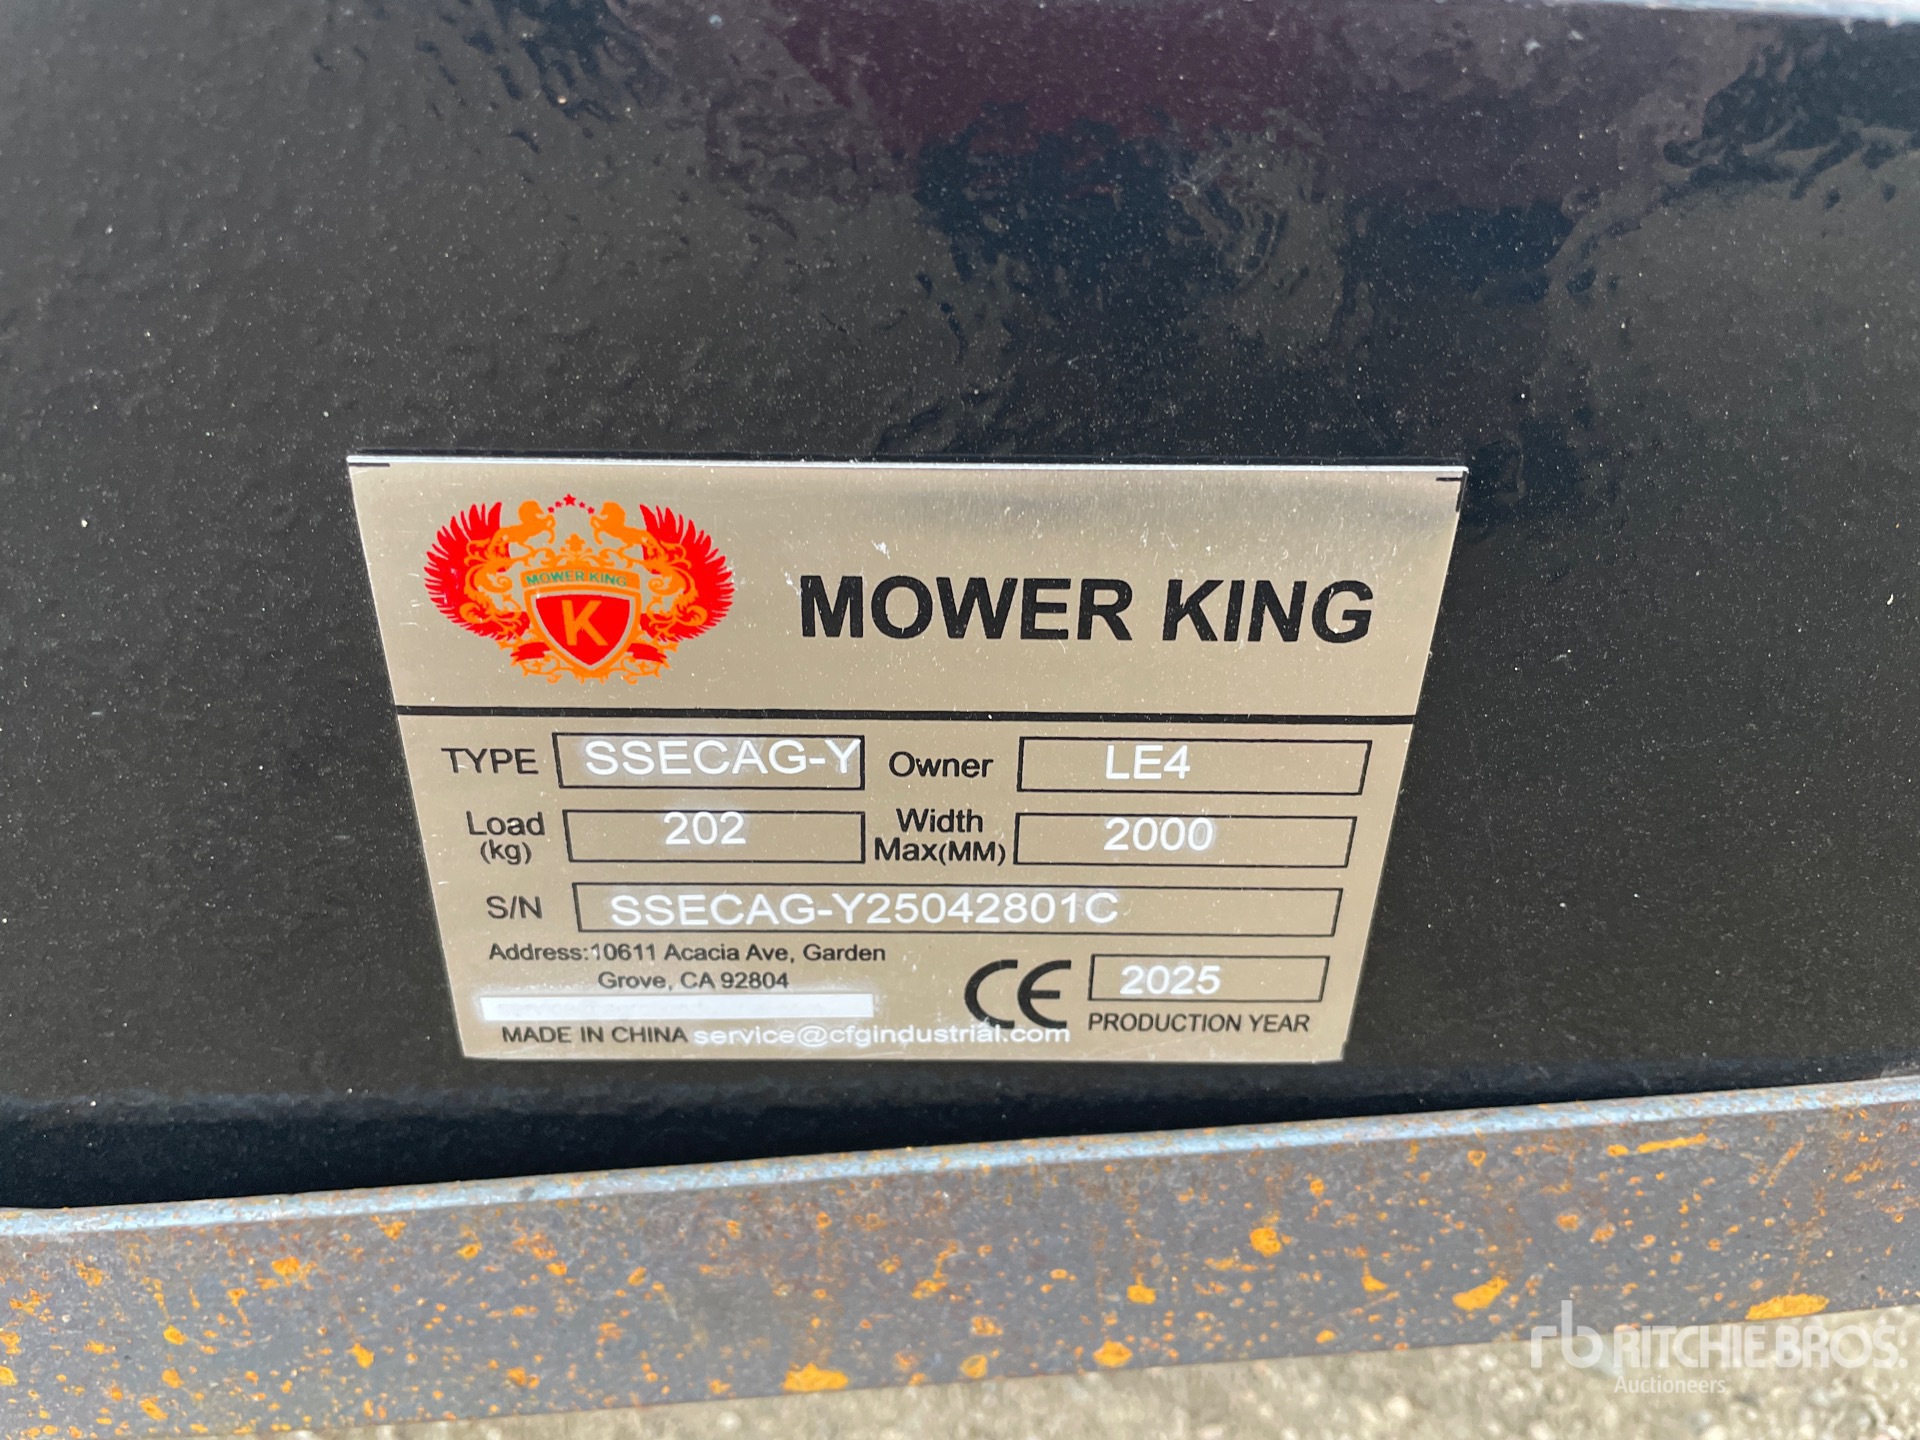 MOWER KING
K
MOWER KING
TYPE SSECAG-Y Owner LE4
Load (kg) 202 Width Max(MM) 2000
S/N SSECAG-Y25042801C
Address:10611 Acacia Ave, Garden
Grove, CA 92804
CE 2025
MADE IN CHINA service@cfgindustrial.com
PRODUCTION YEAR
rb RITCHIE BROS.
Auctioneers